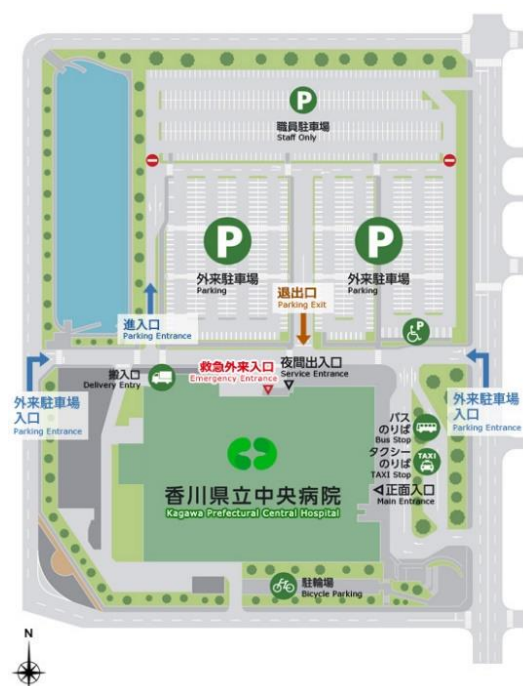 P
職員駐車場
Staff Only
P
外来駐車場
Parking
P
外来駐車場
Parking
退出口
Parking Exit
進入口
Parking Entrance
P
搬入口
Delivery Entry
救急外来入口
Emergency Entrance
夜間出入口
Service Entrance
外来駐車場
入口
Parking Entrance
外来駐車場
入口
Parking Entrance
バス
のりば
Bus Stop
タクシー
のりば
TAXI Stop
TAXI
正面入口
Main Entrance
香川県立中央病院
Kagawa Prefectural Central Hospital
駐輪場
Bicycle Parking
N